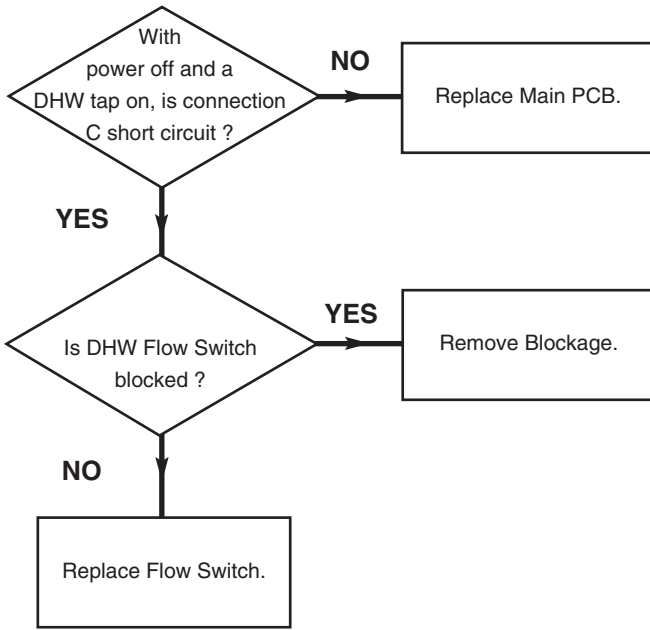 With
power off and a
DHW tap on, is connection
C short circuit ?
NO
Replace Main PCB.
YES
Is DHW Flow Switch
blocked ?
YES
Remove Blockage.
NO
Replace Flow Switch.